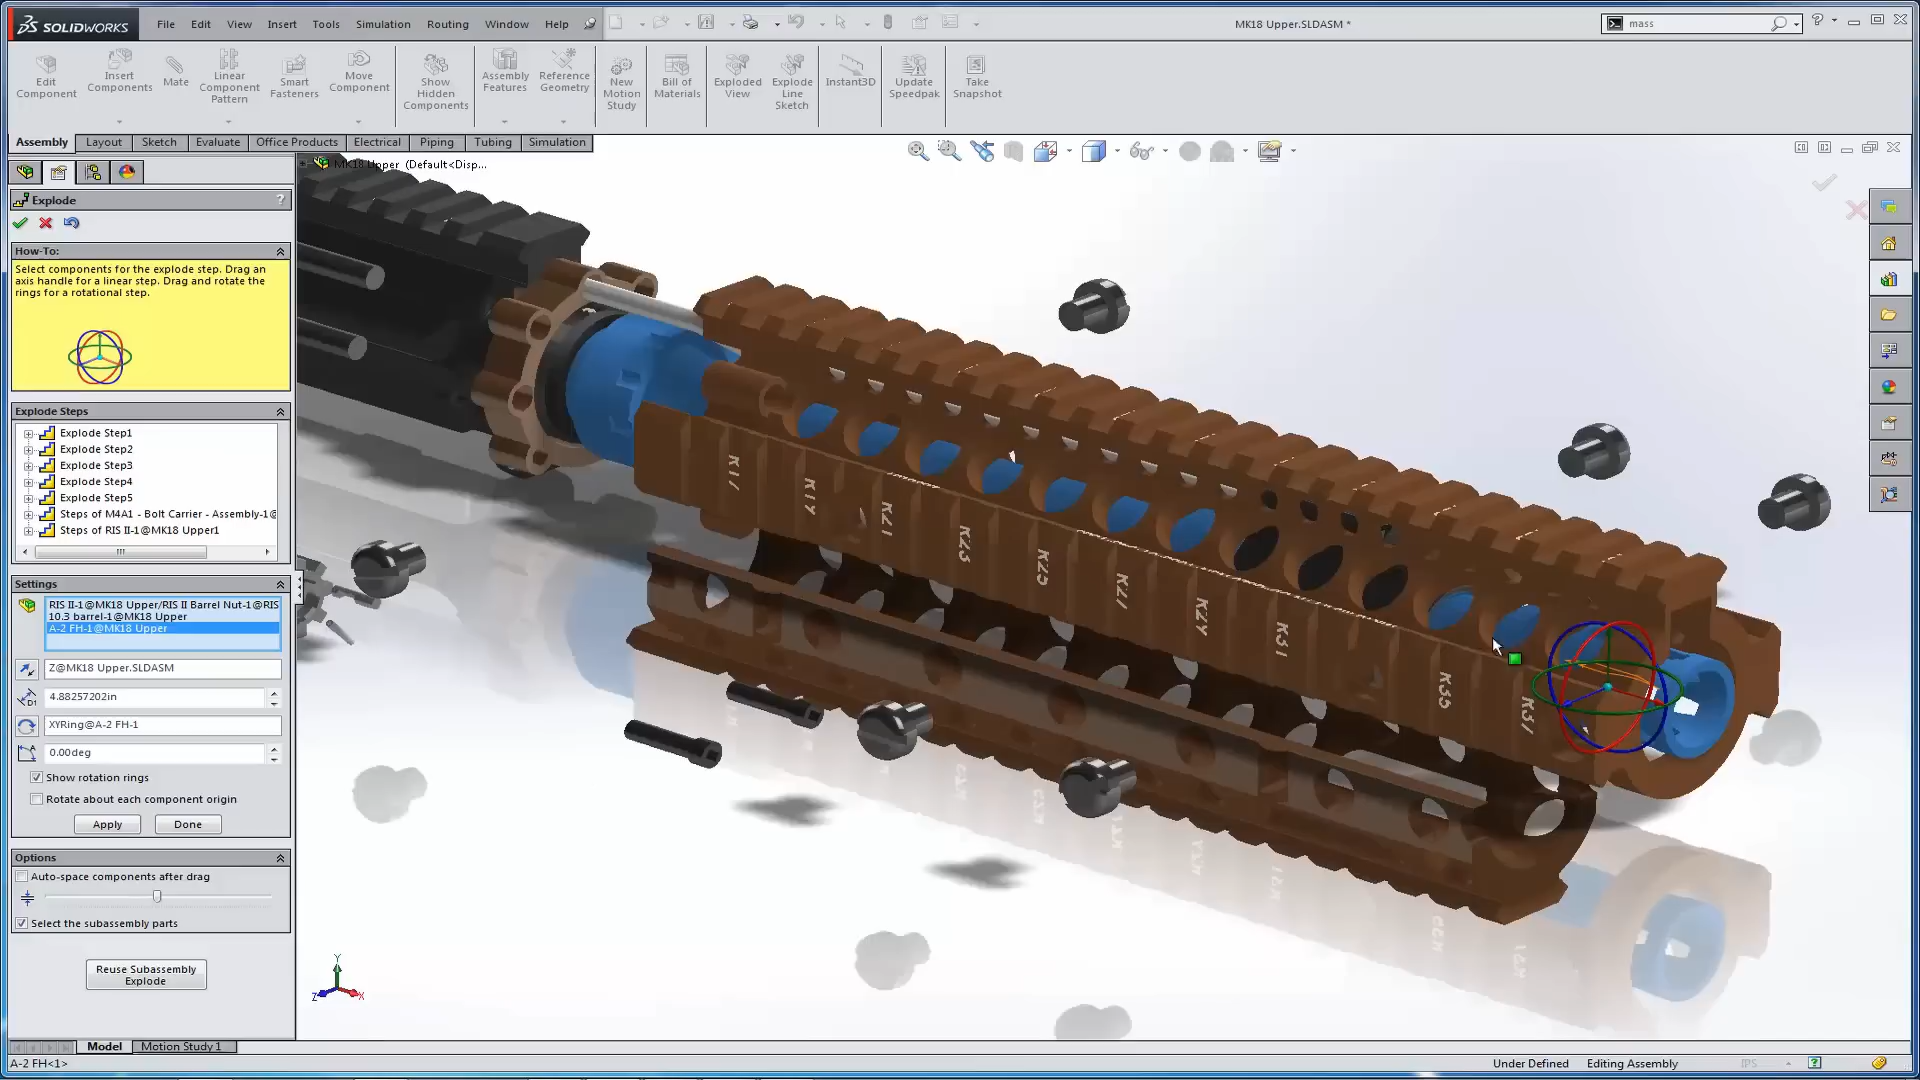 SOLIDWORKS
File Edit View Insert Tools Simulation Routing Window Help
MK18 Upper.SLDASM *
mass
Edit Component
Insert Components
Mate
Linear Component Pattern
Smart Fasteners
Move Component
Show Hidden Components
Assembly Features
Reference Geometry
New Motion Study
Bill of Materials
Exploded View
Explode Line Sketch
Instant3D
Update Speedpak
Take Snapshot
Assembly Layout Sketch Evaluate Office Products Electrical Piping Tubing Simulation
MK18 Upper (Default<Disp...
Explode
?
How-To:
Select components for the explode step. Drag an
axis handle for a linear step. Drag and rotate the
rings for a rotational step.
Explode Steps
Explode Step1
Explode Step2
Explode Step3
Explode Step4
Explode Step5
Steps of M4A1 - Bolt Carrier - Assembly-1@
Steps of RIS II-1@MK18 Upper1
Settings
RIS II-1@MK18 Upper/RIS II Barrel Nut-1@RIS
10.3 barrel-1@MK18 Upper
A-2 FH-1@MK18 Upper
Z@MK18 Upper.SLDASM
4.88257202in
XYRing@A-2 FH-1
0.00deg
Show rotation rings
Rotate about each component origin
Apply Done
Options
Auto-space components after drag
Select the subassembly parts
Reuse Subassembly
Explode
Y
Z X
Model Motion Study 1
A-2 FH<1>
Under Defined Editing Assembly IPS